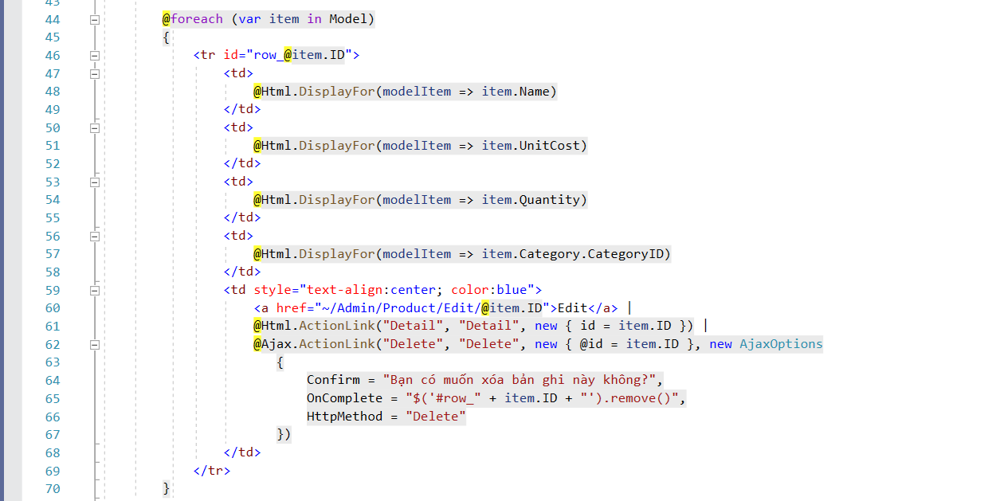 43
44 @foreach (var item in Model)
45 {
46 <tr id="row_@item.ID">
47 <td>
48 @Html.DisplayFor(modelItem => item.Name)
49 </td>
50 <td>
51 @Html.DisplayFor(modelItem => item.UnitCost)
52 </td>
53 <td>
54 @Html.DisplayFor(modelItem => item.Quantity)
55 </td>
56 <td>
57 @Html.DisplayFor(modelItem => item.Category.CategoryID)
58 </td>
59 <td style="text-align:center; color:blue">
60 <a href="~/Admin/Product/Edit/@item.ID">Edit</a> |
61 @Html.ActionLink("Detail", "Detail", new { id = item.ID }) |
62 @Ajax.ActionLink("Delete", "Delete", new { @id = item.ID }, new AjaxOptions
63 {
64 Confirm = "Bạn có muốn xóa bản ghi này không?",
65 OnComplete = "$('#row_" + item.ID + "').remove()",
66 HttpMethod = "Delete"
67 })
68 </td>
69 </tr>
70 }